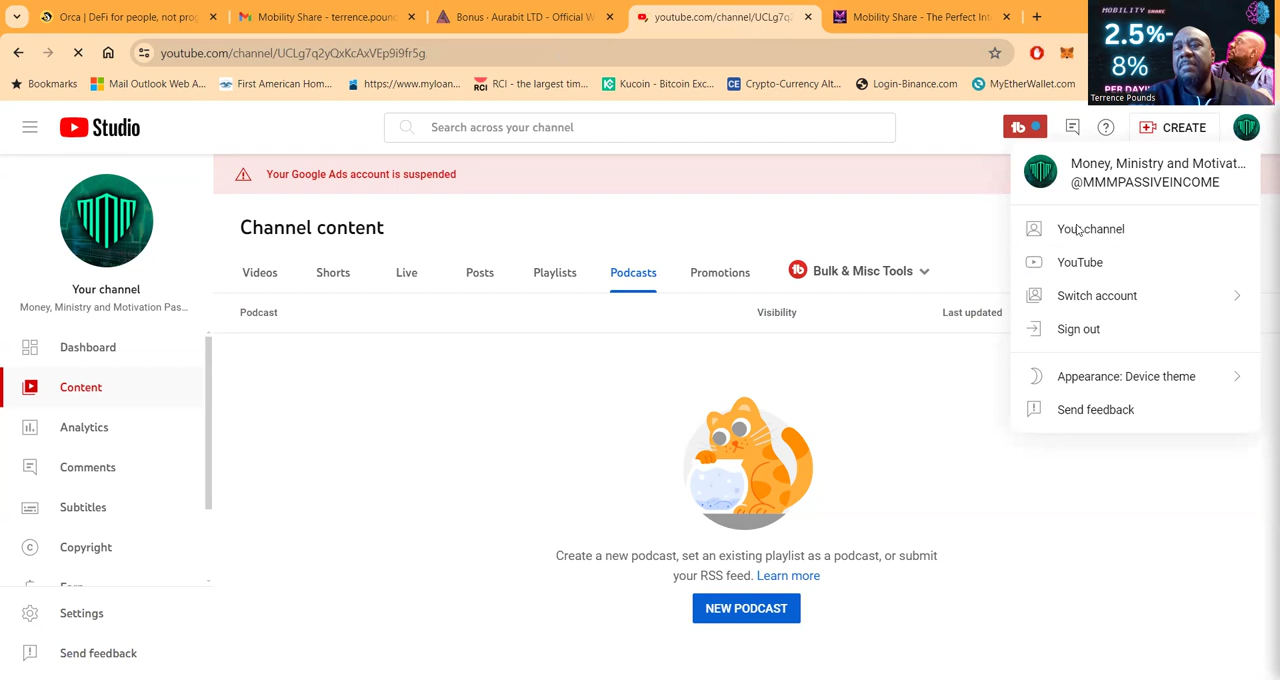 Orca | DeFi for people, not prog
Mobility Share - terrence.pound
Bonus · Aurabit LTD - Official W
youtube.com/channel/UCLg7q2
Mobility Share - The Perfect Int
youtube.com/channel/UCLg7q2yQxKcAxVEp9i9fr5g
Bookmarks
Mail Outlook Web A...
First American Hom...
https://www.myloan...
RCI - the largest tim...
Kucoin - Bitcoin Exc...
Crypto-Currency Alt...
Login-Binance.com
MyEtherWallet.com
MOBILITY SHARE
2.5%-
8%
PER DAY!
Terrence Pounds
Studio
Search across your channel
CREATE
Your Google Ads account is suspended
Money, Ministry and Motivat...
@MMMPASSIVEINCOME
Your channel
YouTube
Switch account
Sign out
Appearance: Device theme
Send feedback
Channel content
Videos
Shorts
Live
Posts
Playlists
Podcasts
Promotions
Bulk & Misc Tools
Podcast
Visibility
Last updated
Your channel
Money, Ministry and Motivation Pas...
Dashboard
Content
Analytics
Comments
Subtitles
Copyright
Settings
Send feedback
Create a new podcast, set an existing playlist as a podcast, or submit
your RSS feed. Learn more
NEW PODCAST